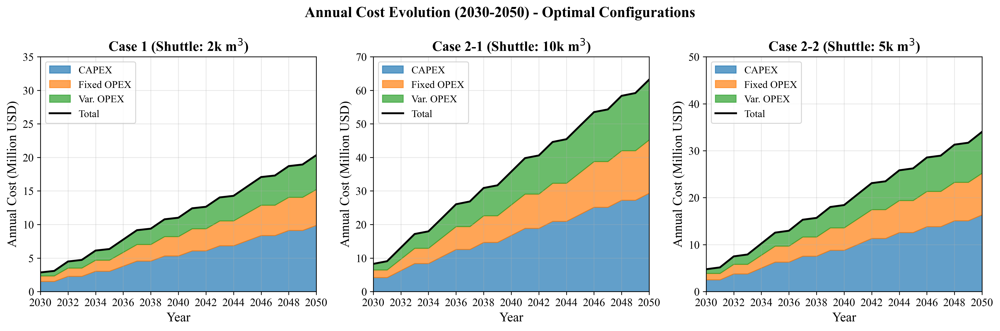 Annual Cost Evolution (2030-2050) - Optimal Configurations
Case 1 (Shuttle: 2k m³)
35
30
25
20
15
10
5
0
Annual Cost (Million USD)
CAPEX
Fixed OPEX
Var. OPEX
Total
2030 2032 2034 2036 2038 2040 2042 2044 2046 2048 2050
Year
Case 2-1 (Shuttle: 10k m³)
70
60
50
40
30
20
10
0
Annual Cost (Million USD)
CAPEX
Fixed OPEX
Var. OPEX
Total
2030 2032 2034 2036 2038 2040 2042 2044 2046 2048 2050
Year
Case 2-2 (Shuttle: 5k m³)
50
40
30
20
10
0
Annual Cost (Million USD)
CAPEX
Fixed OPEX
Var. OPEX
Total
2030 2032 2034 2036 2038 2040 2042 2044 2046 2048 2050
Year